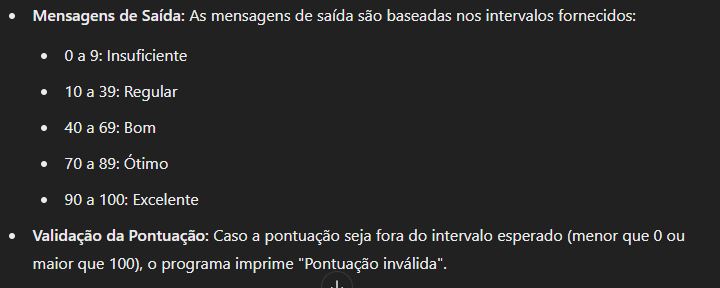 Mensagens de Saída: As mensagens de saída são baseadas nos intervalos fornecidos:
0 a 9: Insuficiente
10 a 39: Regular
40 a 69: Bom
70 a 89: Ótimo
90 a 100: Excelente
Validação da Pontuação: Caso a pontuação seja fora do intervalo esperado (menor que 0 ou
maior que 100), o programa imprime "Pontuação inválida".